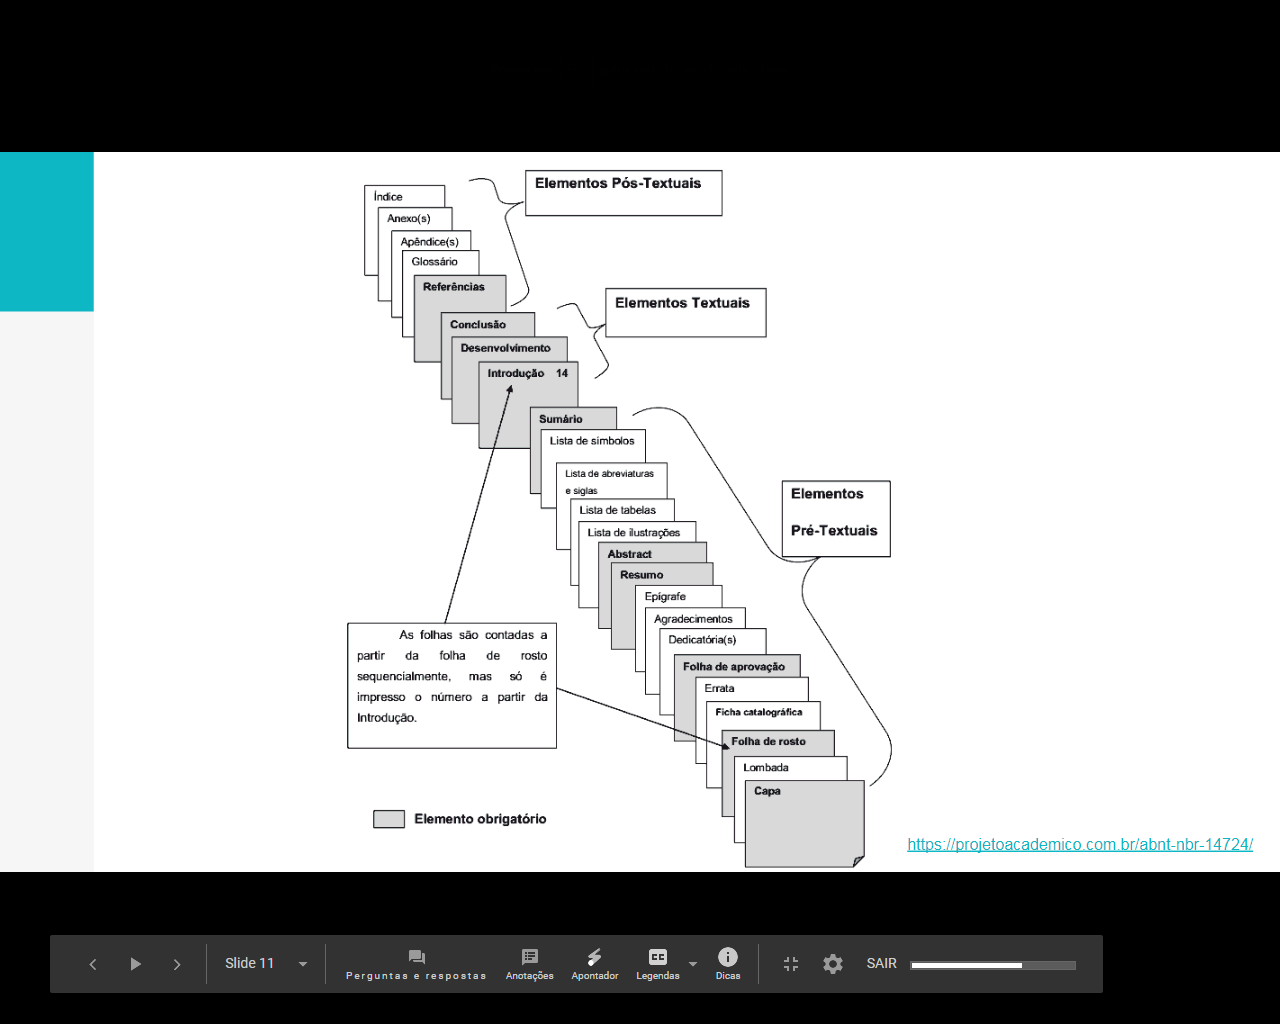 Elementos Pós-Textuais
Índice
Anexo(s)
Apêndice(s)
Glossário
Referências
Elementos Textuais
Conclusão
Desenvolvimento
Introdução 14
Sumário
Lista de símbolos
Lista de abreviaturas
e siglas
Lista de tabelas
Lista de ilustrações
Abstract
Resumo
Epígrafe
Agradecimentos
Dedicatória(s)
Folha de aprovação
Errata
Ficha catalográfica
Folha de rosto
Lombada
Capa
Elementos
Pré-Textuais
As folhas são contadas a
partir da folha de rosto
sequencialmente, mas só é
impresso o número a partir da
Introdução.
Elemento obrigatório
https://projetoacademico.com.br/abnt-nbr-14724/
Slide 11
Perguntas e respostas
Anotações
Apontador
CC
Legendas
Dicas
SAIR